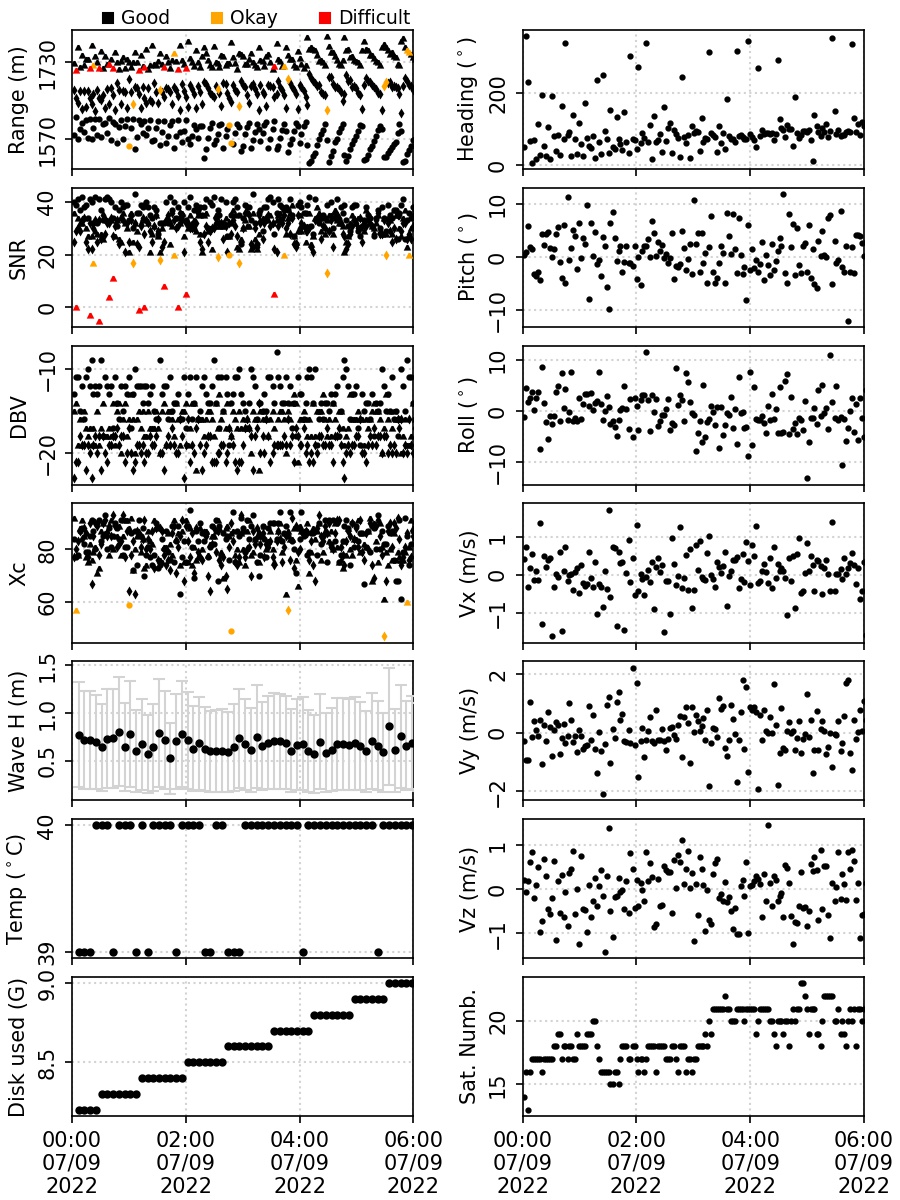 Good Okay Difficult
Range (m)
1730
1570
Heading (°)
200
0
SNR
40
20
0
Pitch (°)
10
0
−10
DBV
−10
−20
Roll (°)
10
0
−10
Xc
80
60
Vx (m/s)
1
0
−1
Wave H (m)
1.5
1.0
0.5
Vy (m/s)
2
0
−2
Temp (°C)
40
39
Vz (m/s)
1
0
−1
Disk used (G)
9.0
8.5
Sat. Numb.
20
15
00:00 02:00 04:00 06:00
07/09 07/09 07/09 07/09
2022 2022 2022 2022
00:00 02:00 04:00 06:00
07/09 07/09 07/09 07/09
2022 2022 2022 2022